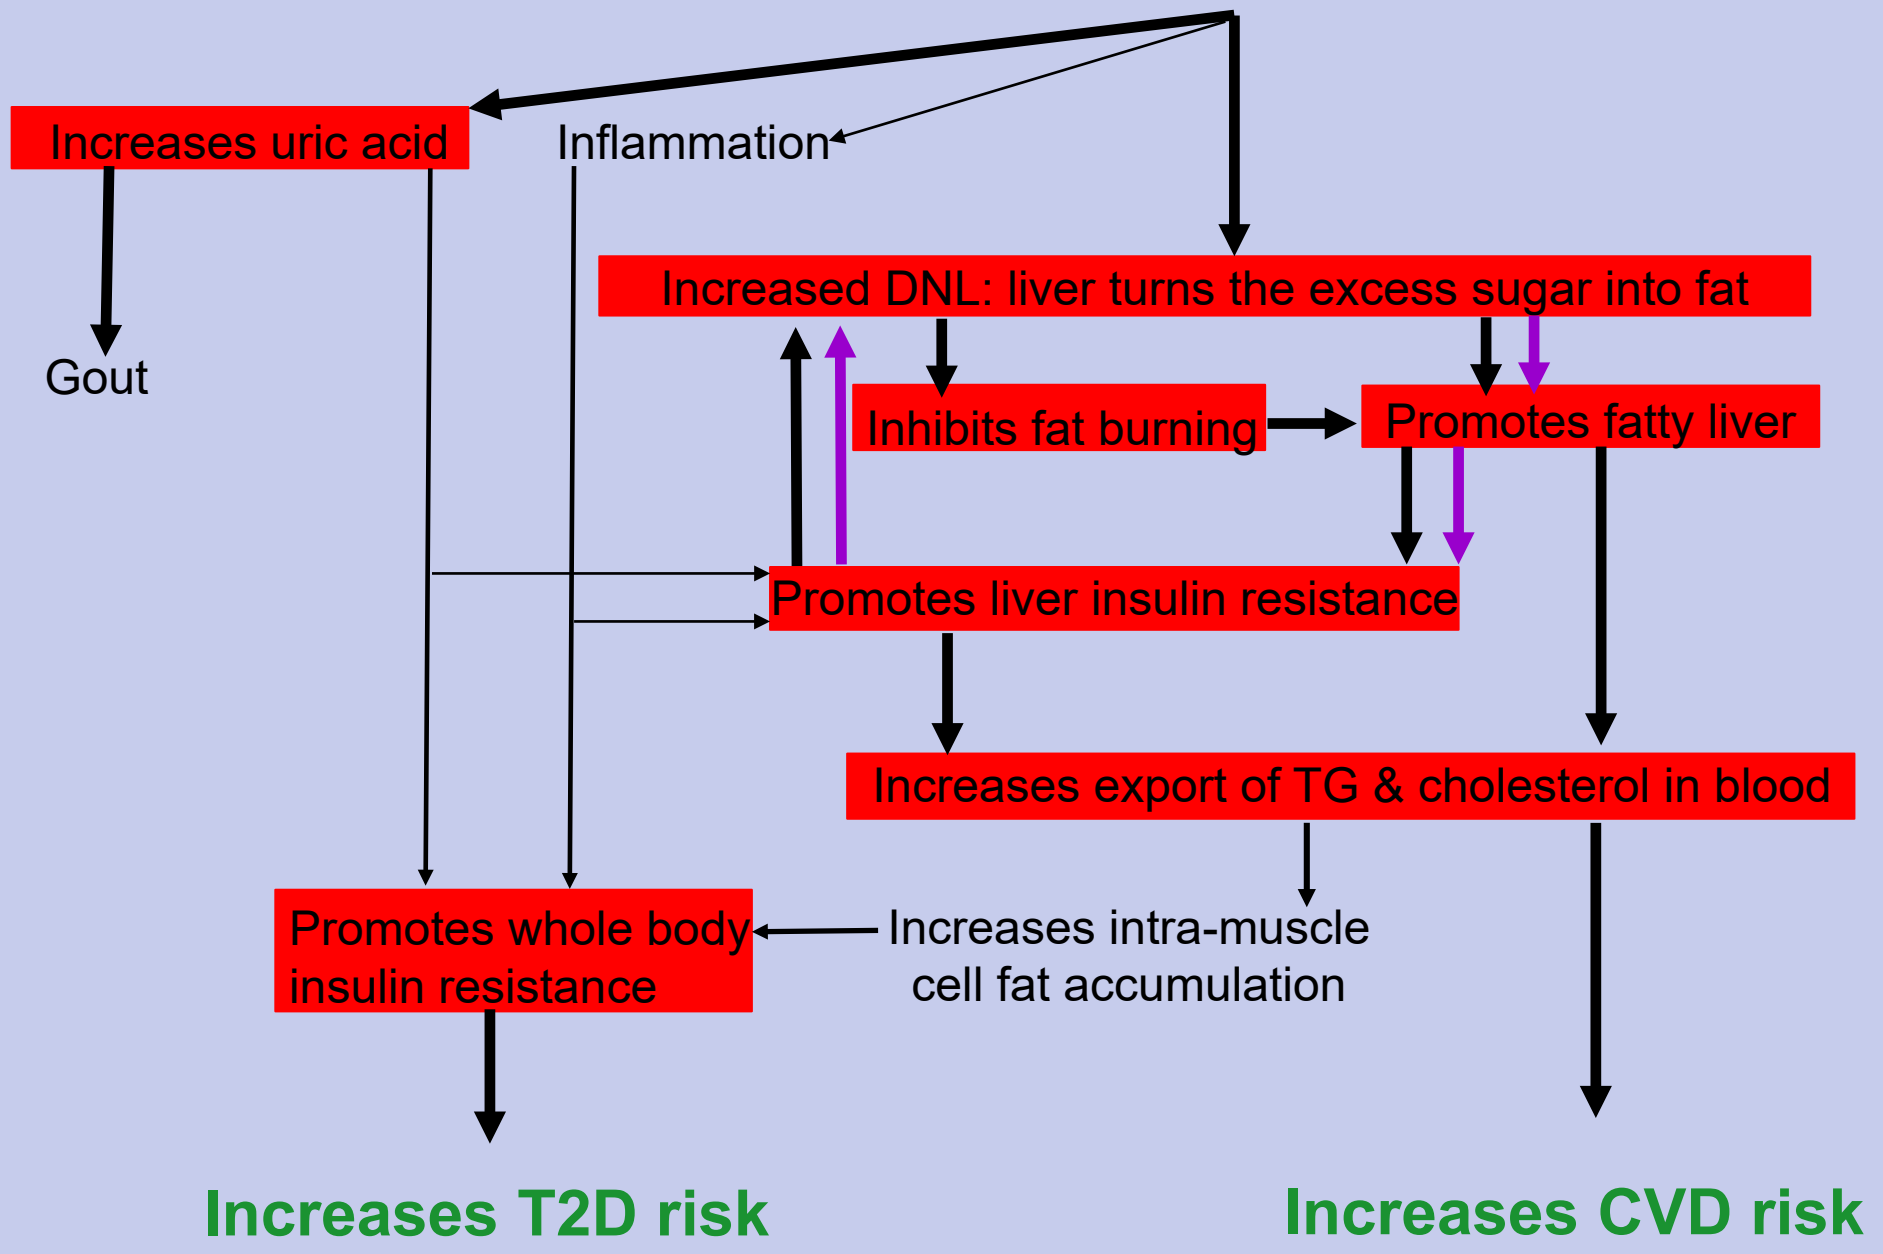 Increases uric acid
Inflammation
Increased DNL: liver turns the excess sugar into fat
Gout
Inhibits fat burning
Promotes fatty liver
Promotes liver insulin resistance
Increases export of TG & cholesterol in blood
Promotes whole body
insulin resistance
Increases intra-muscle
cell fat accumulation
Increases T2D risk
Increases CVD risk